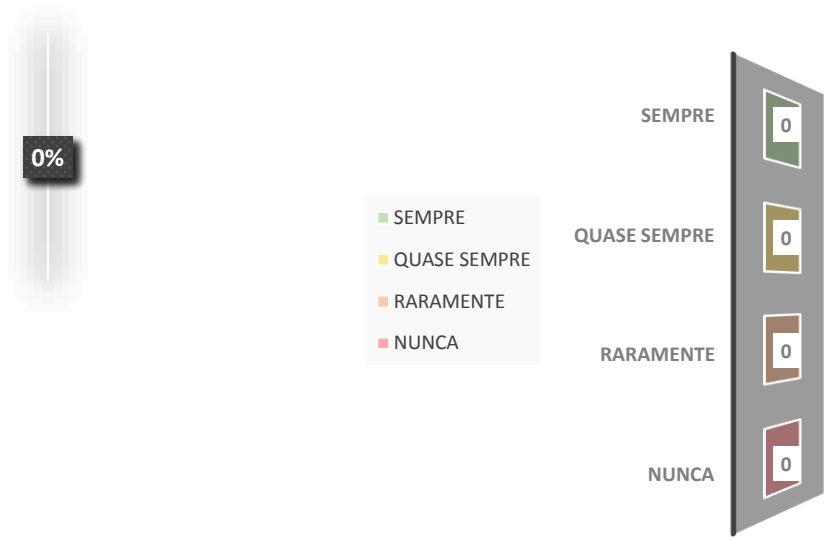 0%
SEMPRE
QUASE SEMPRE
RARAMENTE
NUNCA
SEMPRE
0
QUASE SEMPRE
0
RARAMENTE
0
NUNCA
0